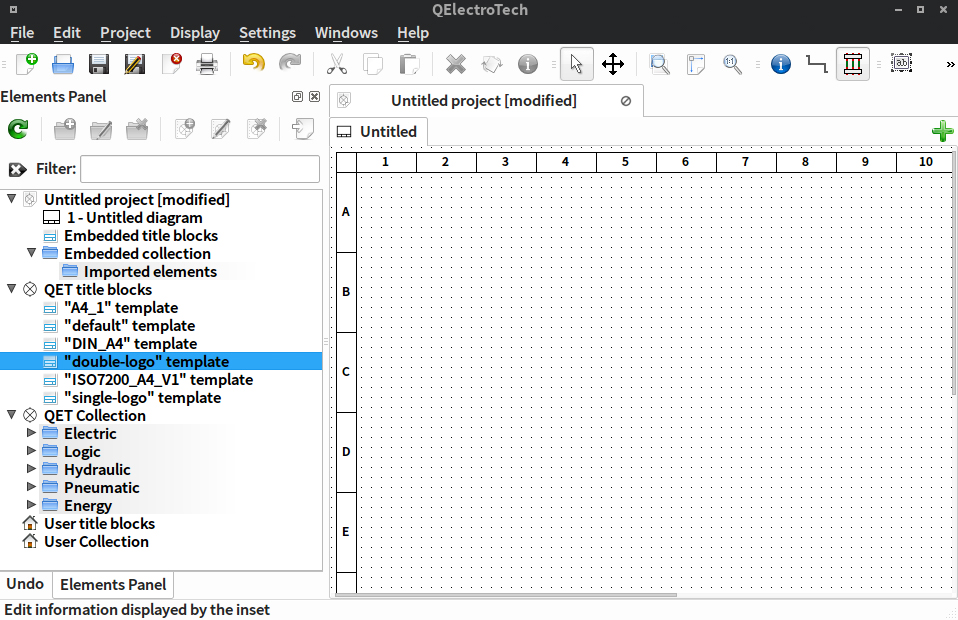 QElectroTech
File Edit Project Display Settings Windows Help
Elements Panel
Untitled project [modified]
Untitled
Filter:
1 2 3 4 5 6 7 8 9 10
A
B
C
D
E
Untitled project [modified]
1 - Untitled diagram
Embedded title blocks
Embedded collection
Imported elements
QET title blocks
"A4_1" template
"default" template
"DIN_A4" template
"double-logo" template
"ISO7200_A4_V1" template
"single-logo" template
QET Collection
Electric
Logic
Hydraulic
Pneumatic
Energy
User title blocks
User Collection
Undo Elements Panel
Edit information displayed by the inset